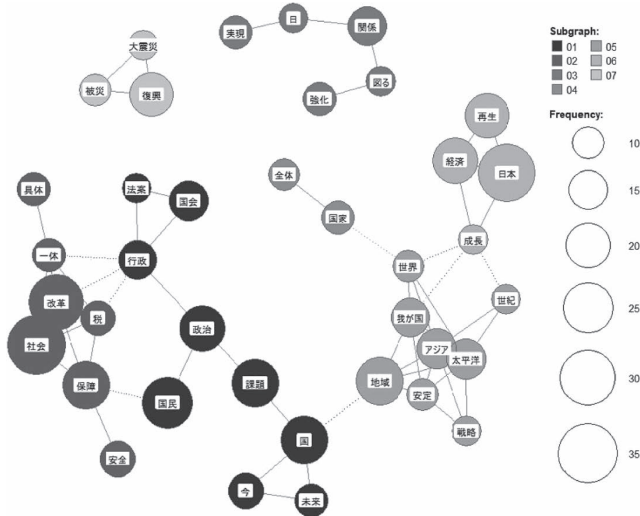 大震災
被災
復興
日
実現
関係
図る
強化
Subgraph:
01
02
03
04
05
06
07
Frequency:
10
15
20
25
30
35
再生
経済
日本
成長
全体
国家
世界
世紀
我が国
アジア
太平洋
地域
安定
戦略
具体
法案
国会
一体
行政
改革
税
社会
政治
保障
国民
課題
安全
国
今
未来